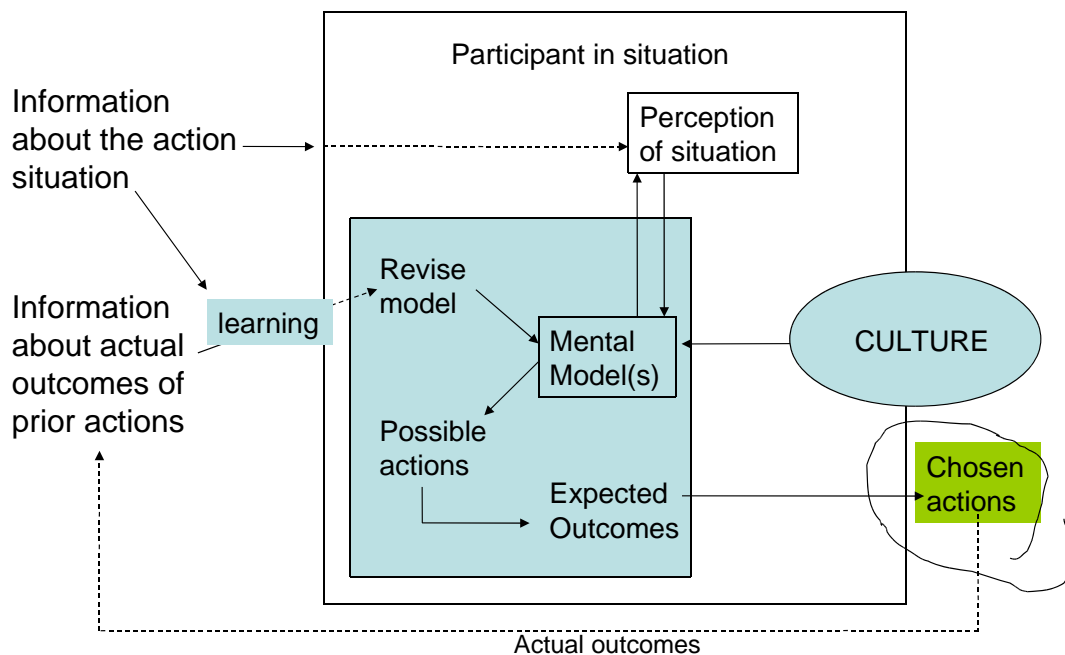 Participant in situation
Information
about the action
situation
Perception
of situation
Revise
model
learning
Information
about actual
outcomes of
prior actions
Mental
Model(s)
CULTURE
Possible
actions
Expected
Outcomes
Chosen
actions
Actual outcomes